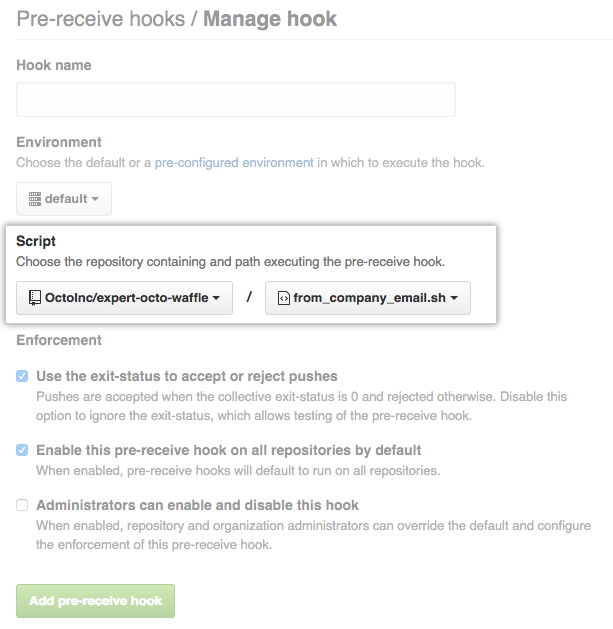 Pre-receive hooks / Manage hook
Hook name
Environment
Choose the default or a pre-configured environment in which to execute the hook.
default
Script
Choose the repository containing and path executing the pre-receive hook.
OctoInc/expert-octo-waffle / from_company_email.sh
Enforcement
Use the exit-status to accept or reject pushes
Pushes are accepted when the collective exit-status is 0 and rejected otherwise. Disable this
option to ignore the exit-status, which allows testing of the pre-receive hook.
Enable this pre-receive hook on all repositories by default
When enabled, pre-receive hooks will default to run on all repositories.
Administrators can enable and disable this hook
When enabled, repository and organization administrators can override the default and configure
the enforcement of this pre-receive hook.
Add pre-receive hook